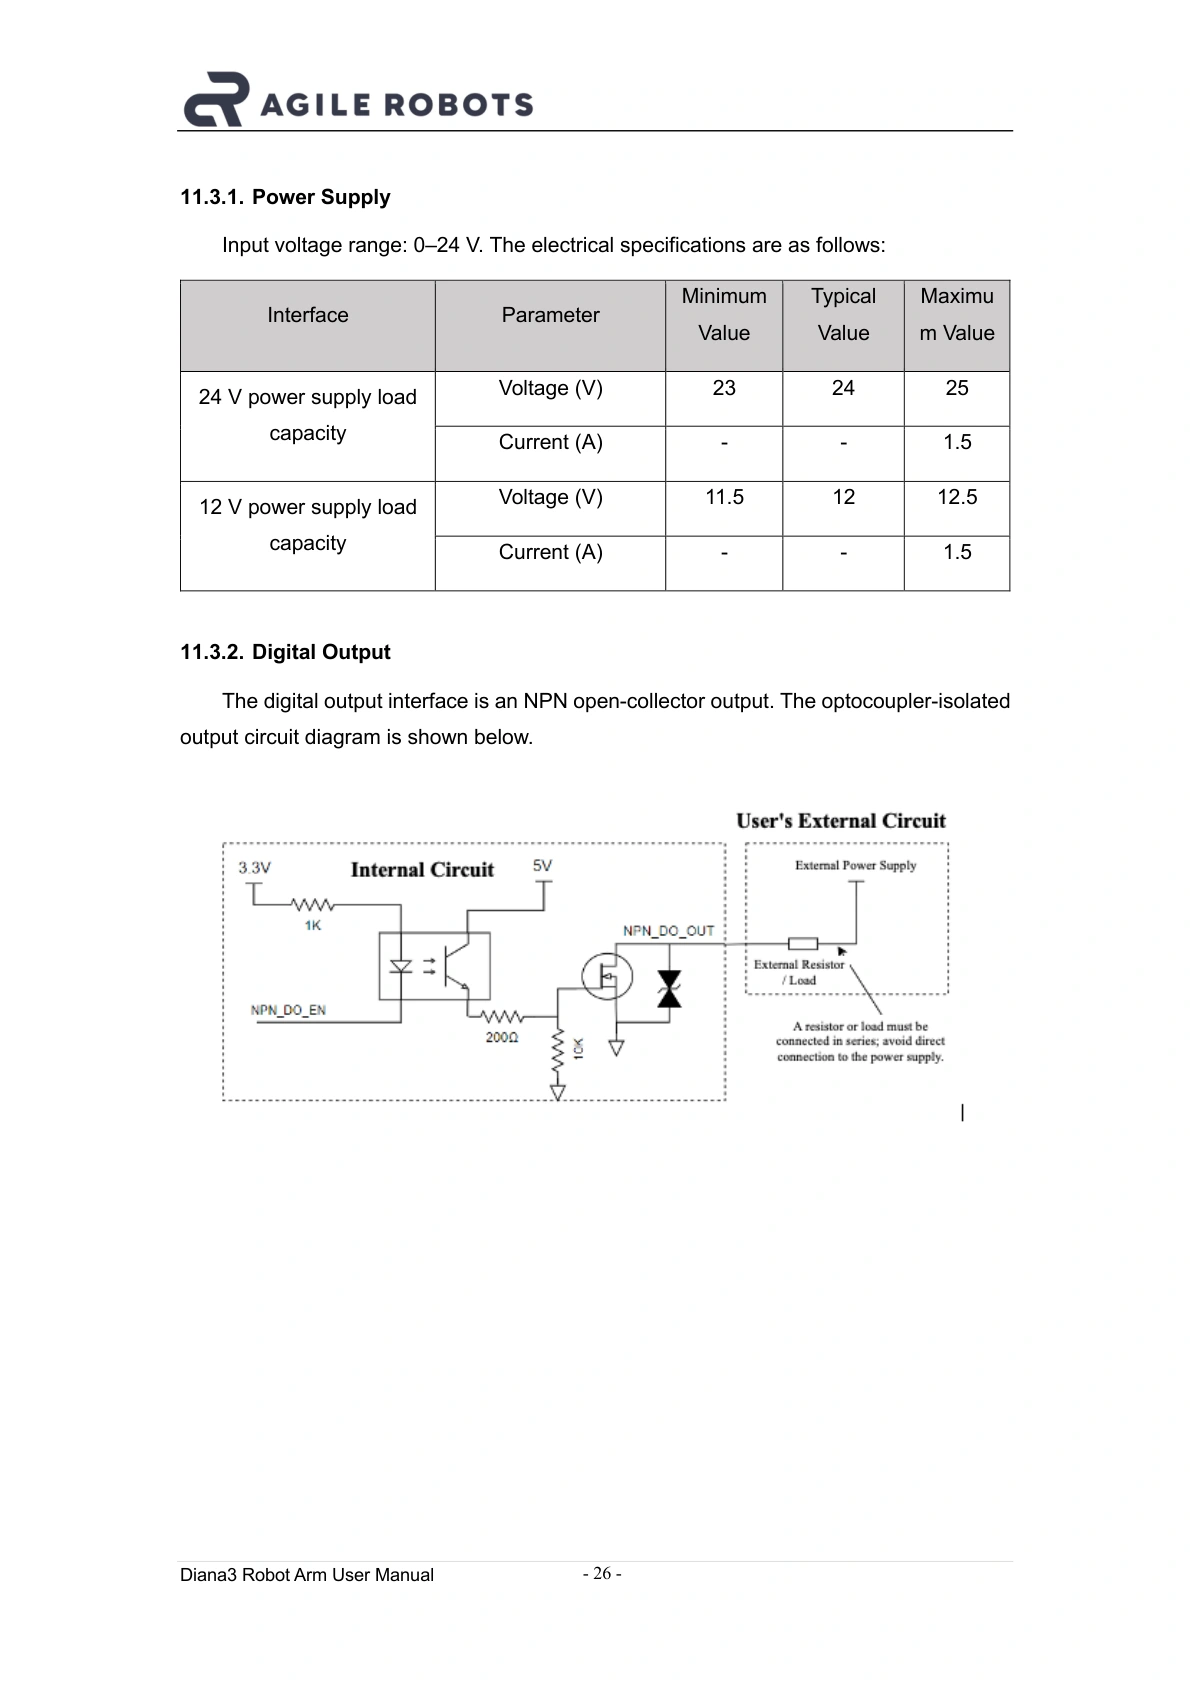 AGILE ROBOTS
11.3.1. Power Supply
Input voltage range: 0–24 V. The electrical specifications are as follows:
Interface
Parameter
Minimum
Value
Typical
Value
Maximu
m Value
24 V power supply load
capacity
Voltage (V)
23
24
25
Current (A)
-
-
1.5
12 V power supply load
capacity
Voltage (V)
11.5
12
12.5
Current (A)
-
-
1.5
11.3.2. Digital Output
The digital output interface is an NPN open-collector output. The optocoupler-isolated
output circuit diagram is shown below.
User's External Circuit
3.3V
Internal Circuit
5V
External Power Supply
1K
NPN_DO_OUT
External Resistor
/ Load
NPN_DO_EN
200Ω
10K
A resistor or load must be
connected in series; avoid direct
connection to the power supply.
Diana3 Robot Arm User Manual
- 26 -